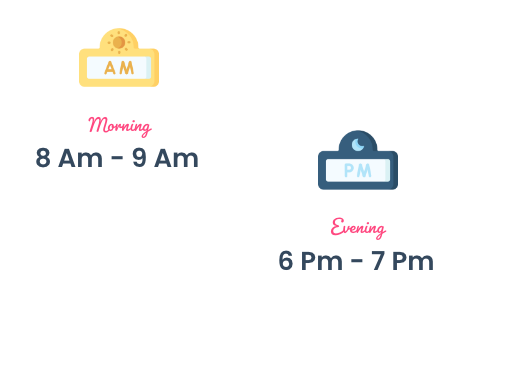 AM
Morning
8 Am - 9 Am
PM
Evening
6 Pm - 7 Pm